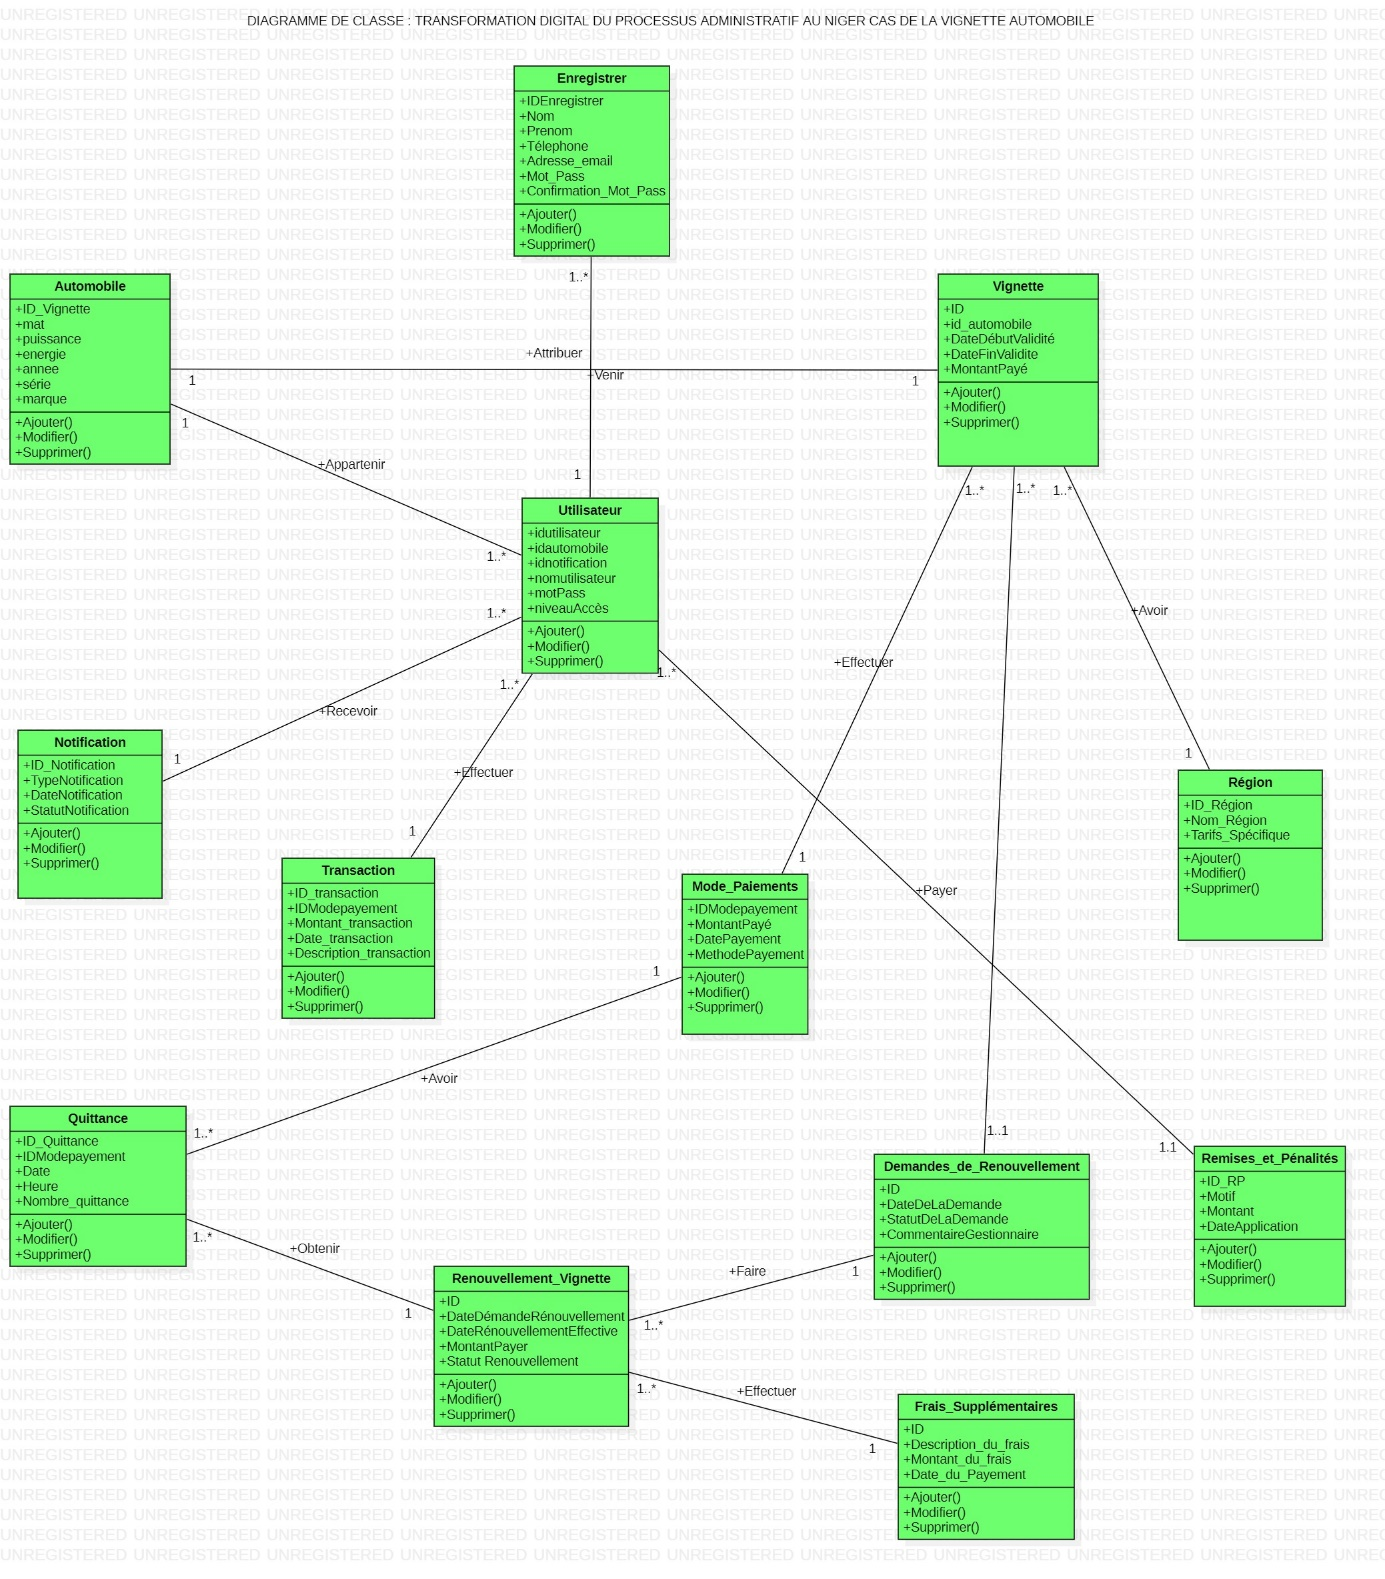 DIAGRAMME DE CLASSE : TRANSFORMATION DIGITAL DU PROCESSUS ADMINISTRATIF AU NIGER CAS DE LA VIGNETTE AUTOMOBILE
Enregistrer
+IDEnregistrer
+Nom
+Prenom
+Télephone
+Adresse_email
+Mot_Pass
+Confirmation_Mot_Pass
+Ajouter()
+Modifier()
+Supprimer()
1..*
Automobile
+ID_Vignette
+mat
+puissance
+energie
+annee
+série
+marque
+Ajouter()
+Modifier()
+Supprimer()
Vignette
+ID
+id_automobile
+DateDébutValidité
+DateFinValidite
+MontantPayé
+Ajouter()
+Modifier()
+Supprimer()
+Attribuer
+Venir
1
1
1
+Appartenir
1
1..*
1..*
1..*
1..*
Utilisateur
+idutilisateur
+idautomobile
+idnotification
+nomutilisateur
+motPass
+niveauAccès
+Ajouter()
+Modifier()
+Supprimer()
1..*
1..*
1..*
+Avoir
+Effectuer
+Recevoir
1
+Effectuer
1
1
Notification
+ID_Notification
+TypeNotification
+DateNotification
+StatutNotification
+Ajouter()
+Modifier()
+Supprimer()
Région
+ID_Région
+Nom_Région
+Tarifs_Spécifique
+Ajouter()
+Modifier()
+Supprimer()
Transaction
+ID_transaction
+IDModepayement
+Montant_transaction
+Date_transaction
+Description_transaction
+Ajouter()
+Modifier()
+Supprimer()
1
Mode_Paiements
+IDModepayement
+MontantPayé
+DatePayement
+MethodePayement
+Ajouter()
+Modifier()
+Supprimer()
+Payer
1
+Avoir
1..*
1..1
1.1
Quittance
+ID_Quittance
+IDModepayement
+Date
+Heure
+Nombre_quittance
+Ajouter()
+Modifier()
+Supprimer()
Demandes_de_Renouvellement
+ID
+DateDeLaDemande
+StatutDeLaDemande
+CommentaireGestionnaire
+Ajouter()
+Modifier()
+Supprimer()
Remises_et_Pénalités
+ID_RP
+Motif
+Montant
+DateApplication
+Ajouter()
+Modifier()
+Supprimer()
1..*
+Obtenir
1
+Faire
1
1..*
Renouvellement_Vignette
+ID
+DateDémandeRénouvellement
+DateRénouvellementEffective
+MontantPayer
+Statut Renouvellement
+Ajouter()
+Modifier()
+Supprimer()
1..*
+Effectuer
1
Frais_Supplémentaires
+ID
+Description_du_frais
+Montant_du_frais
+Date_du_Payement
+Ajouter()
+Modifier()
+Supprimer()
UNREGISTERED